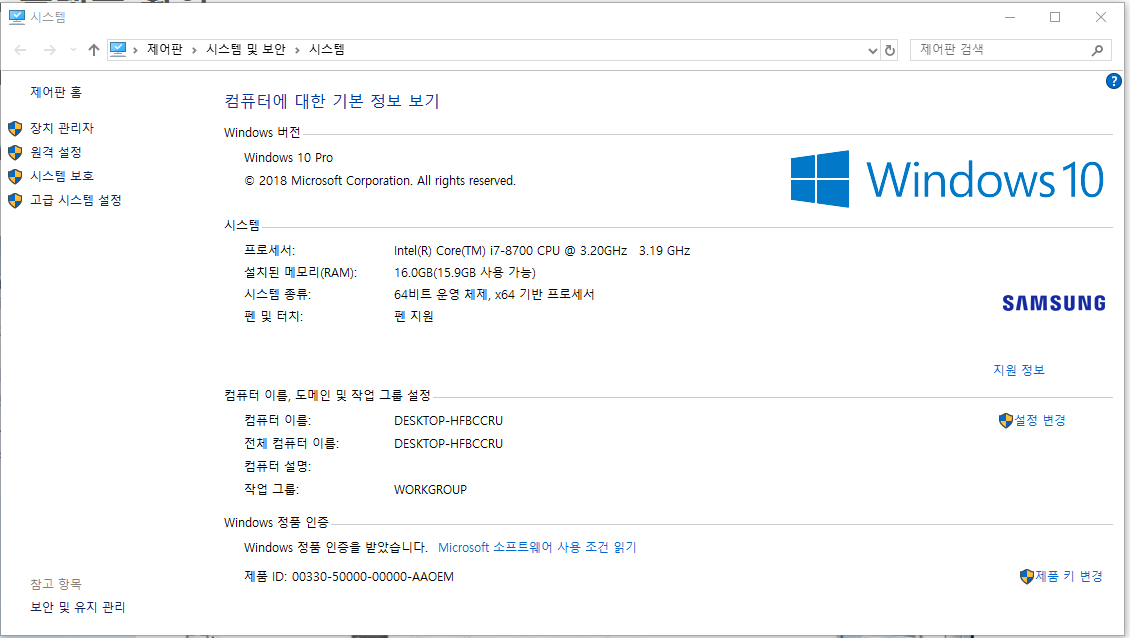 시스템
제어판 > 시스템 및 보안 > 시스템
제어판 검색
?
제어판 홈
장치 관리자
원격 설정
시스템 보호
고급 시스템 설정
컴퓨터에 대한 기본 정보 보기
Windows 버전
Windows 10 Pro
© 2018 Microsoft Corporation. All rights reserved.
Windows 10
시스템
프로세서: Intel(R) Core(TM) i7-8700 CPU @ 3.20GHz 3.19 GHz
설치된 메모리(RAM): 16.0GB(15.9GB 사용 가능)
시스템 종류: 64비트 운영 체제, x64 기반 프로세서
펜 및 터치: 펜 지원
SAMSUNG
지원 정보
컴퓨터 이름, 도메인 및 작업 그룹 설정
컴퓨터 이름: DESKTOP-HFBCCRU
설정 변경
전체 컴퓨터 이름: DESKTOP-HFBCCRU
컴퓨터 설명:
작업 그룹: WORKGROUP
Windows 정품 인증
Windows 정품 인증을 받았습니다. Microsoft 소프트웨어 사용 조건 읽기
제품 ID: 00330-50000-00000-AAOEM
제품 키 변경
참고 항목
보안 및 유지 관리